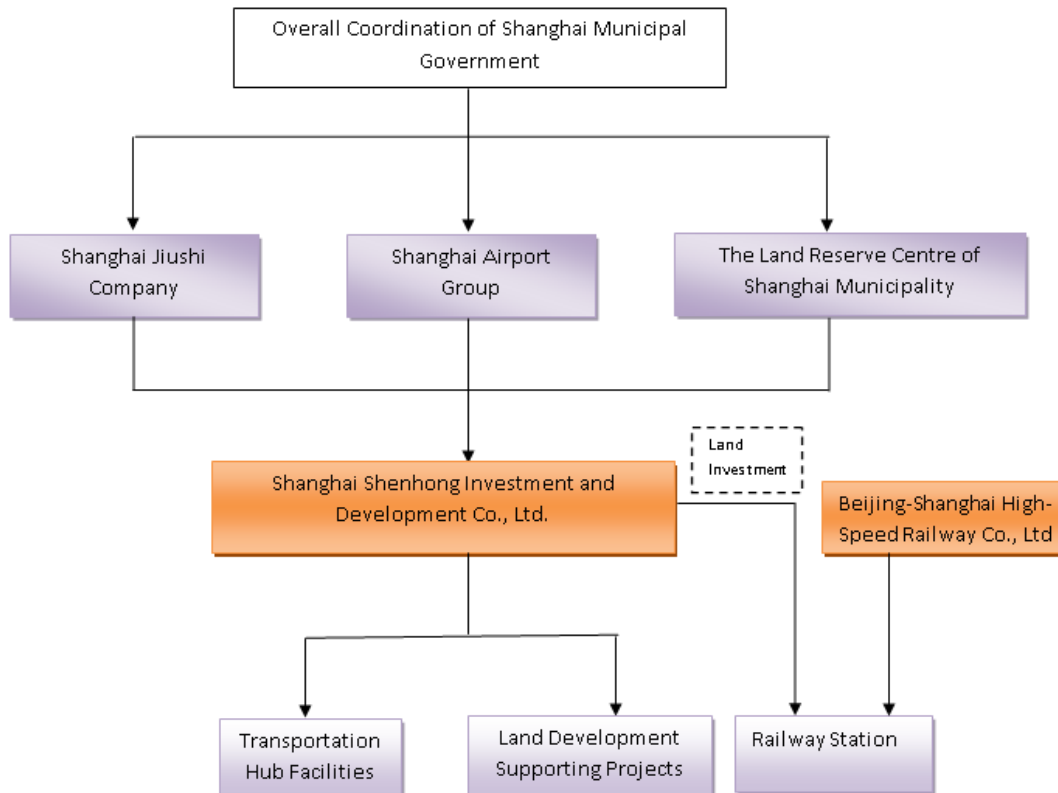 Overall Coordination of Shanghai Municipal
Government
Shanghai Jiushi
Company
Shanghai Airport
Group
The Land Reserve Centre of
Shanghai Municipality
Land
Investment
Shanghai Shenhong Investment and
Development Co., Ltd.
Beijing-Shanghai High-
Speed Railway Co., Ltd
Transportation
Hub Facilities
Land Development
Supporting Projects
Railway Station